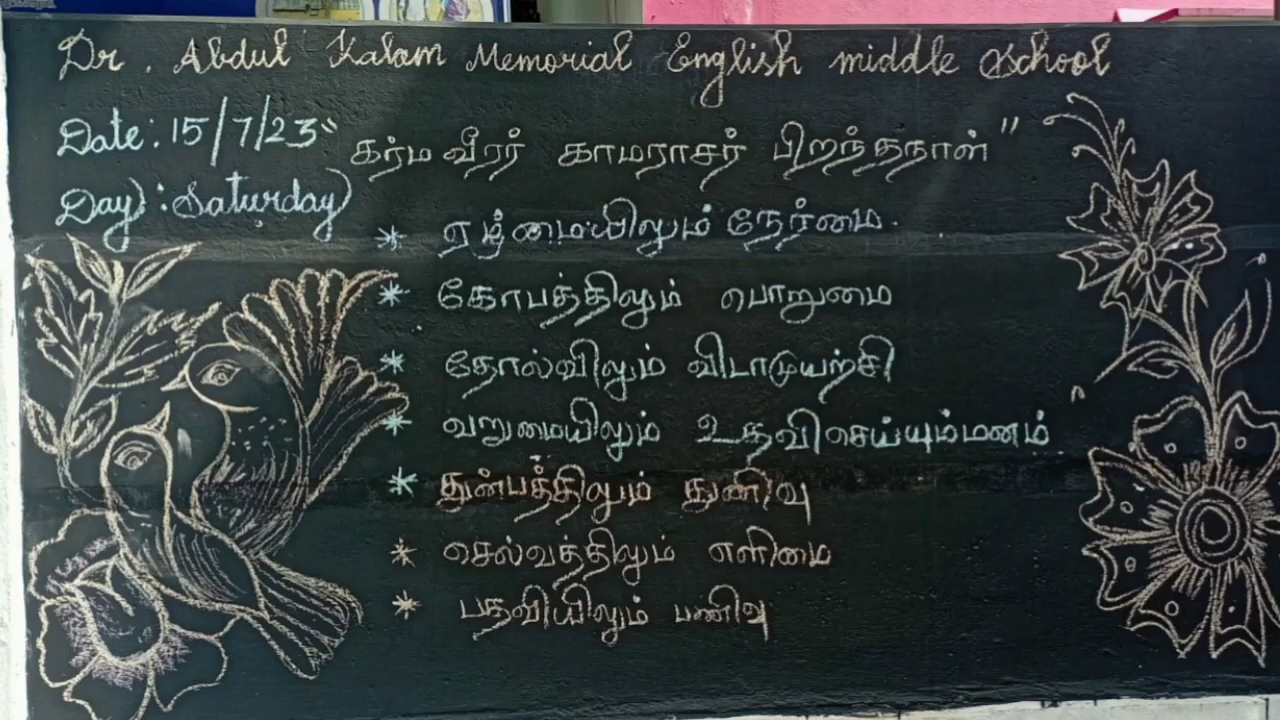 Dr. Abdul Kalam Memorial English middle School
Date: 15/7/23
"கர்ம வீரர் காமராசர் பிறந்தநாள்"
Day: Saturday
* ஏழ்மையிலும் நேர்மை.
* கோபத்திலும் பொறுமை
* தோல்விலும் விடாமுயற்சி
* வறுமையிலும் உதவிசெய்யும்மனம்
* துன்பத்திலும் துணிவு
* செல்வத்திலும் எளிமை
* பதவியிலும் பணிவு